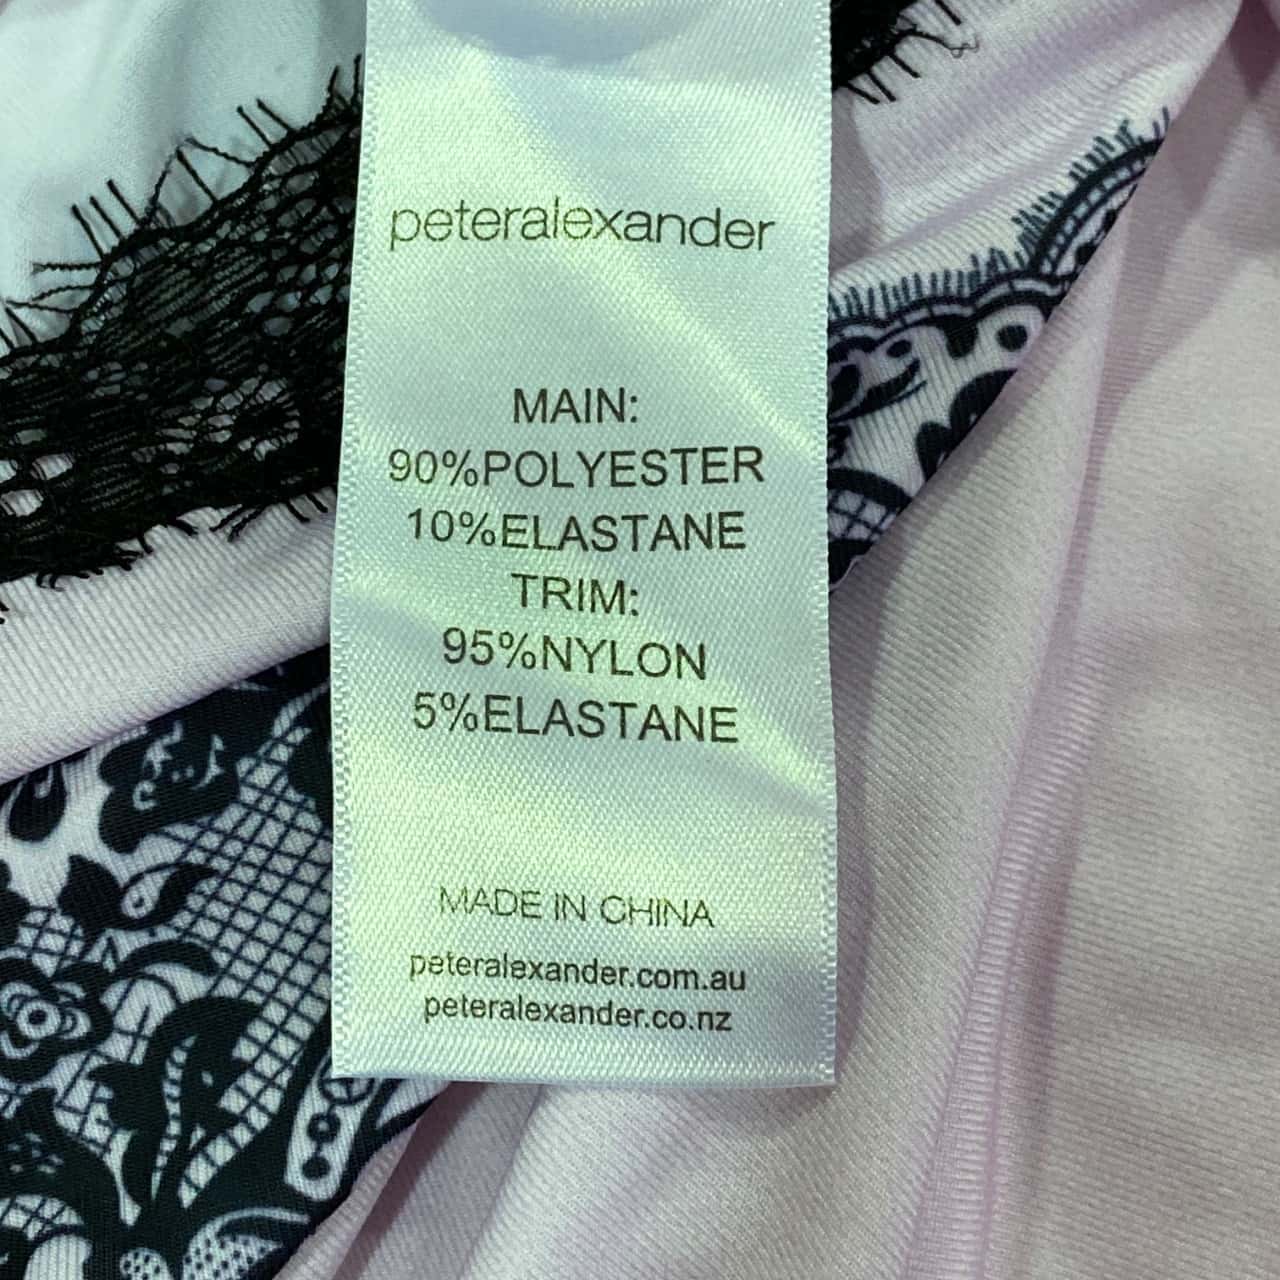 peteralexander
MAIN:
90%POLYESTER
10%ELASTANE
TRIM:
95%NYLON
5%ELASTANE
MADE IN CHINA
peteralexander.com.au
peteralexander.co.nz